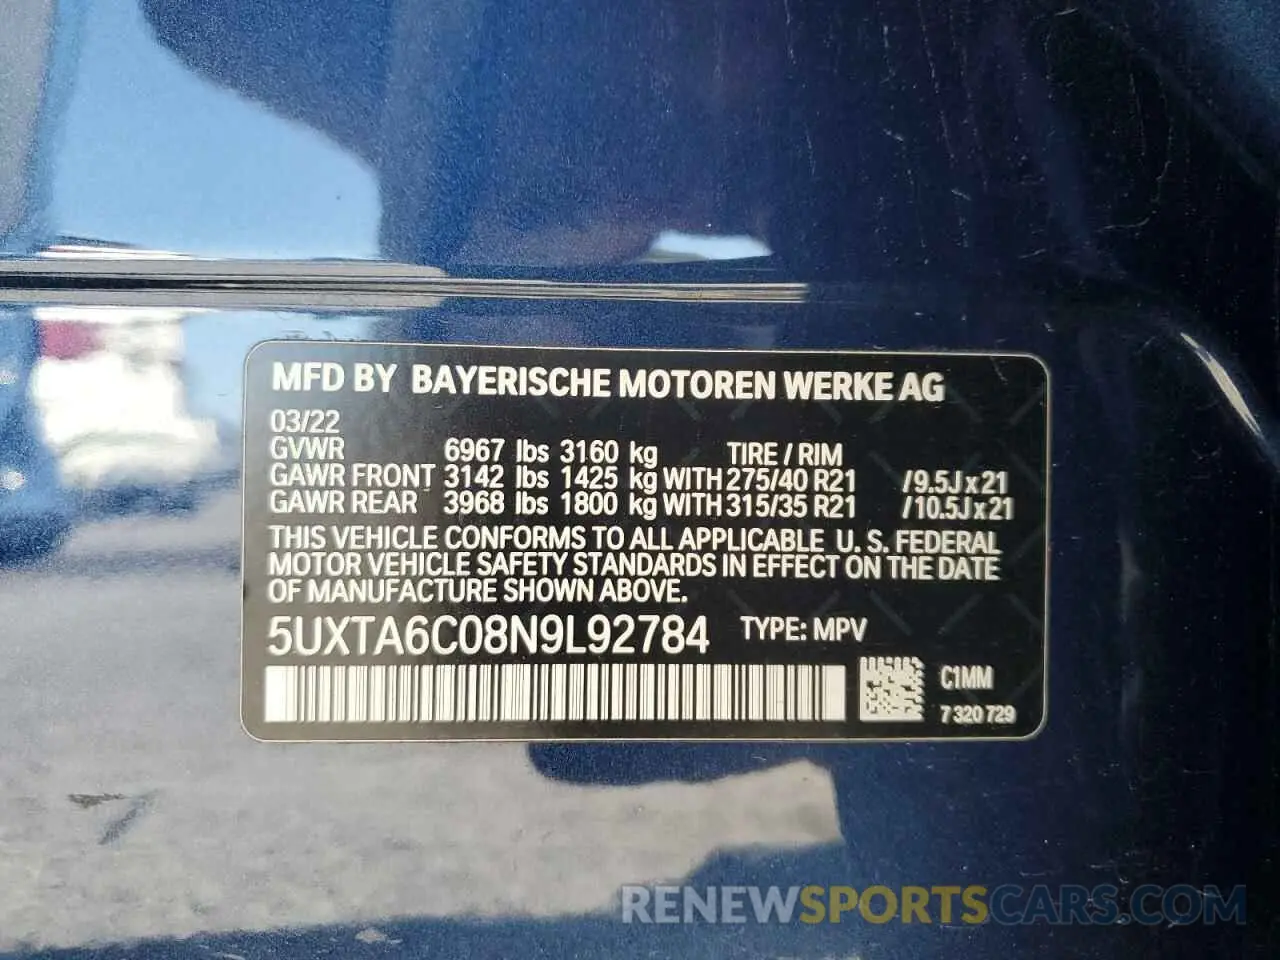 MFD BY BAYERISCHE MOTOREN WERKE AG
03/22
GVWR 6967 lbs 3160 kg TIRE / RIM
GAWR FRONT 3142 lbs 1425 kg WITH 275/40 R21 / 9.5J x 21
GAWR REAR 3968 lbs 1800 kg WITH 315/35 R21 / 10.5J x 21
THIS VEHICLE CONFORMS TO ALL APPLICABLE U. S. FEDERAL
MOTOR VEHICLE SAFETY STANDARDS IN EFFECT ON THE DATE
OF MANUFACTURE SHOWN ABOVE.
5UXTA6C08N9L92784 TYPE: MPV
C1MM
7 320 729
RENEWSPORTSCARS.COM